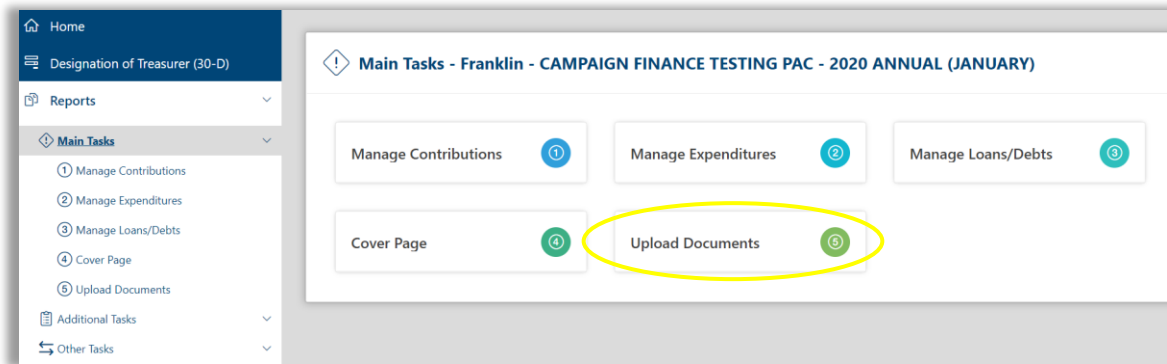 Home
Designation of Treasurer (30-D)
Reports
Main Tasks
1 Manage Contributions
2 Manage Expenditures
3 Manage Loans/Debts
4 Cover Page
5 Upload Documents
Additional Tasks
Other Tasks
Main Tasks - Franklin - CAMPAIGN FINANCE TESTING PAC - 2020 ANNUAL (JANUARY)
Manage Contributions 1
Manage Expenditures 2
Manage Loans/Debts 3
Cover Page 4
Upload Documents 5